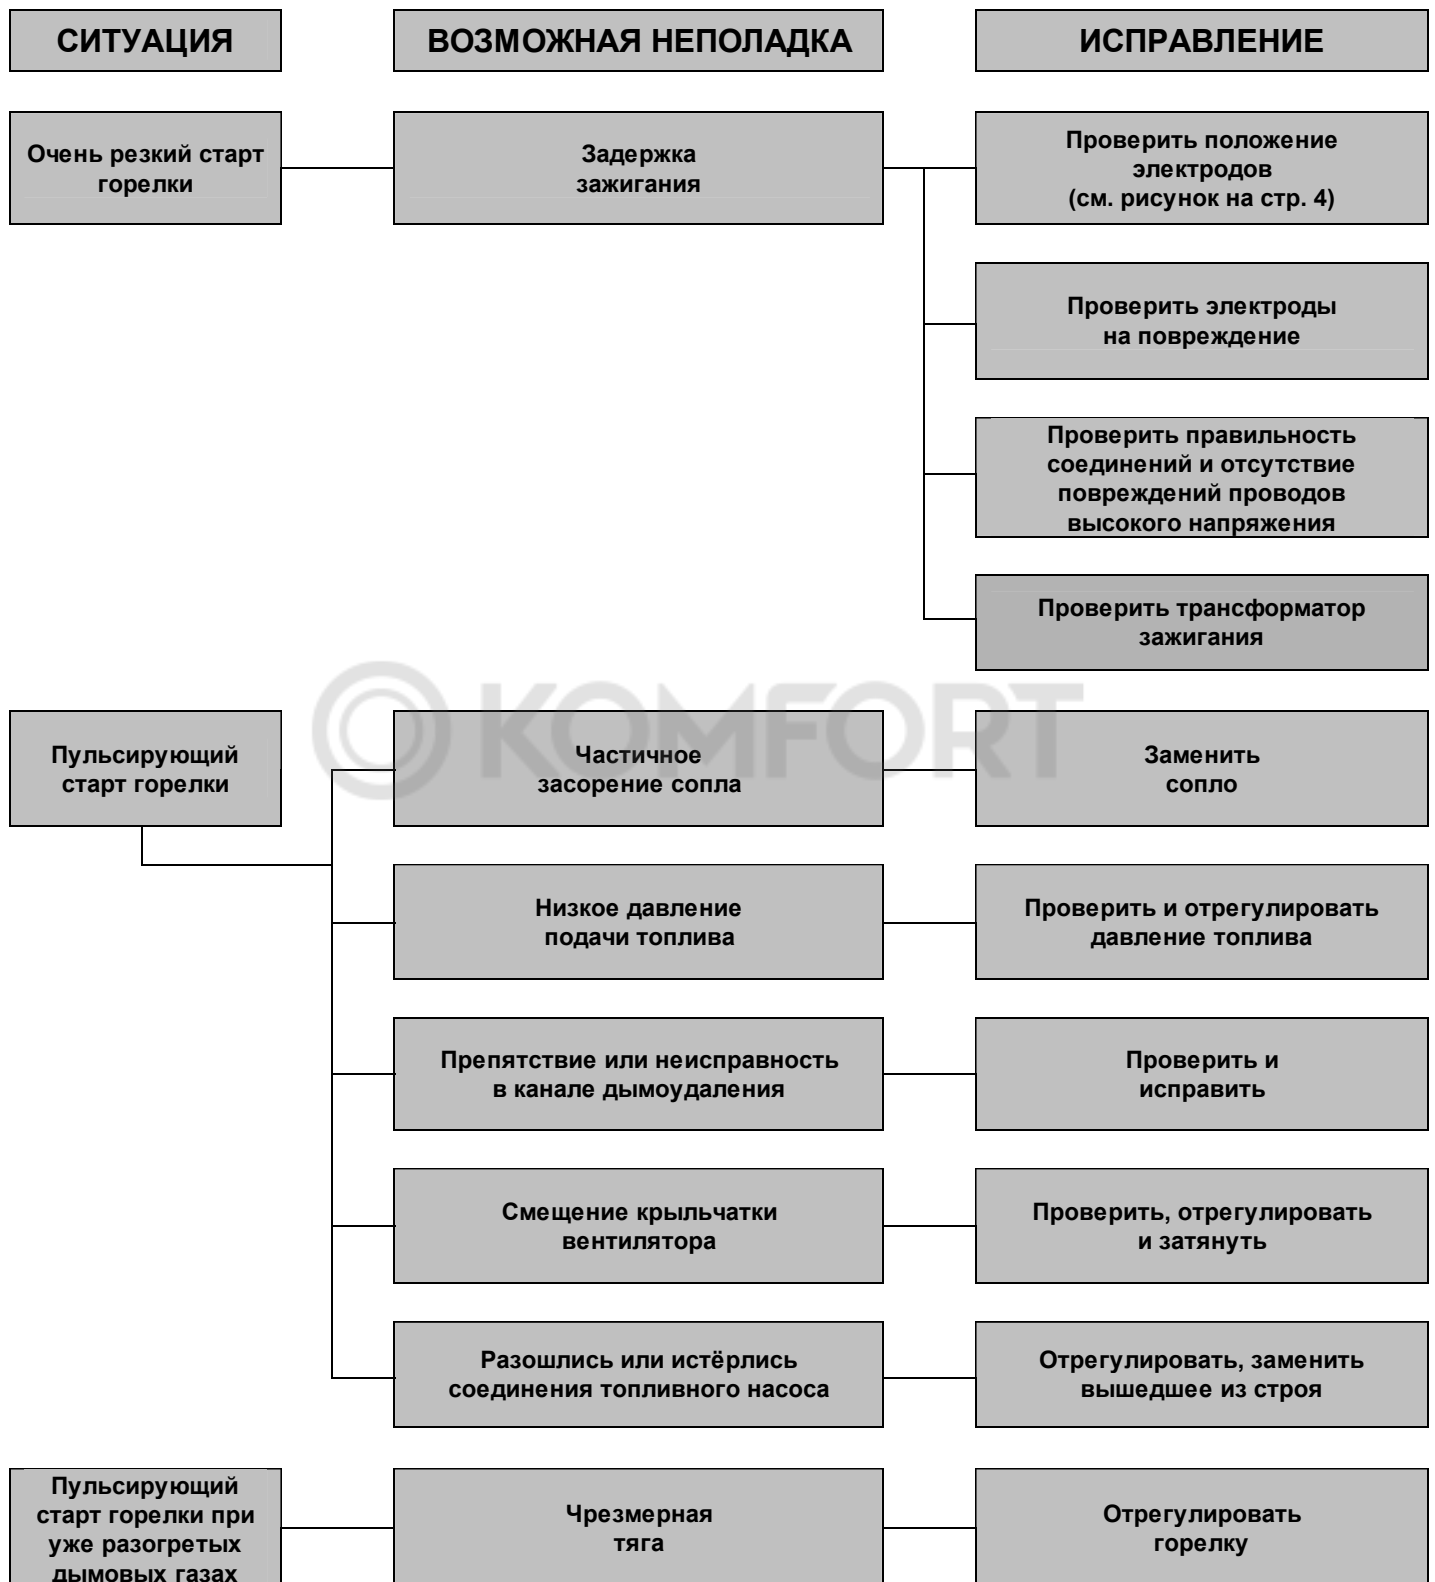 СИТУАЦИЯ
ВОЗМОЖНАЯ НЕПОЛАДКА
ИСПРАВЛЕНИЕ
Очень резкий старт
горелки
Задержка
зажигания
Проверить положение
электродов
(см. рисунок на стр. 4)
Проверить электроды
на повреждение
Проверить правильность
соединений и отсутствие
повреждений проводов
высокого напряжения
Проверить трансформатор
зажигания
KOMFORT
Пульсирующий
старт горелки
Частичное
засорение сопла
Заменить
сопло
Низкое давление
подачи топлива
Проверить и отрегулировать
давление топлива
Препятствие или неисправность
в канале дымоудаления
Проверить и
исправить
Смещение крыльчатки
вентилятора
Проверить, отрегулировать
и затянуть
Разошлись или истёрлись
соединения топливного насоса
Отрегулировать, заменить
вышедшее из строя
Пульсирующий
старт горелки при
уже разогретых
дымовых газах
Чрезмерная
тяга
Отрегулировать
горелку